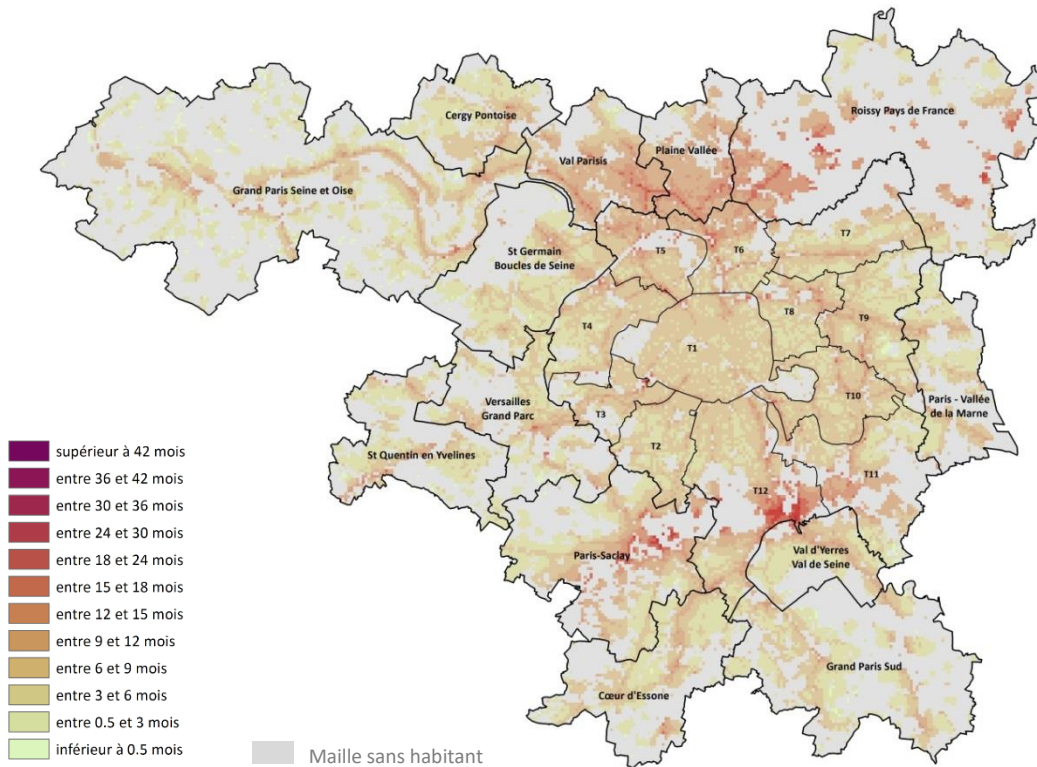 Cergy Pontoise
Roissy Pays de France
Val Parisis
Plaine Vallée
Grand Paris Seine et Oise
T7
St Germain
Boucles de Seine
T5
T6
T8
T9
T4
T1
Versailles
Grand Parc
T3
T10
Paris - Vallée
de la Marne
St Quentin en Yvelines
T2
T11
T12
Paris-Saclay
Val d'Yerres
Val de Seine
Grand Paris Sud
Cœur d'Essone
supérieur à 42 mois
entre 36 et 42 mois
entre 30 et 36 mois
entre 24 et 30 mois
entre 18 et 24 mois
entre 15 et 18 mois
entre 12 et 15 mois
entre 9 et 12 mois
entre 6 et 9 mois
entre 3 et 6 mois
entre 0.5 et 3 mois
inférieur à 0.5 mois
Maille sans habitant